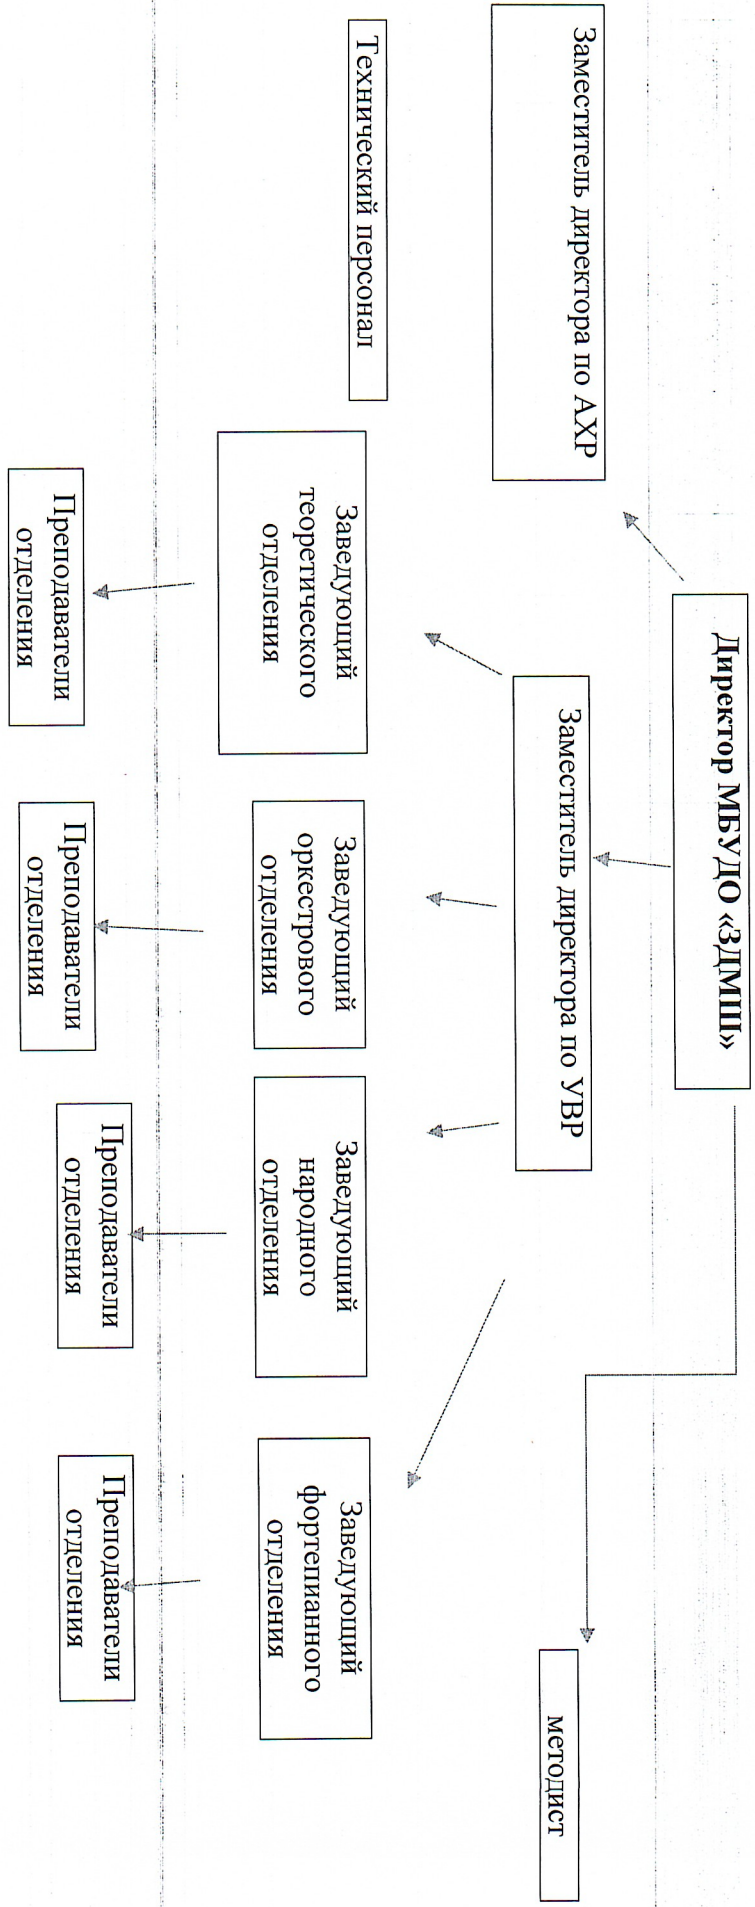 Директор МБУДО «ЗДМШ»
Заместитель директора по АХР
Заместитель директора по УВР
методист
Технический персонал
Заведующий
теоретического
отделения
Заведующий
оркестрового
отделения
Заведующий
народного
отделения
Заведующий
фортепианного
отделения
Преподаватели
отделения
Преподаватели
отделения
Преподаватели
отделения
Преподаватели
отделения